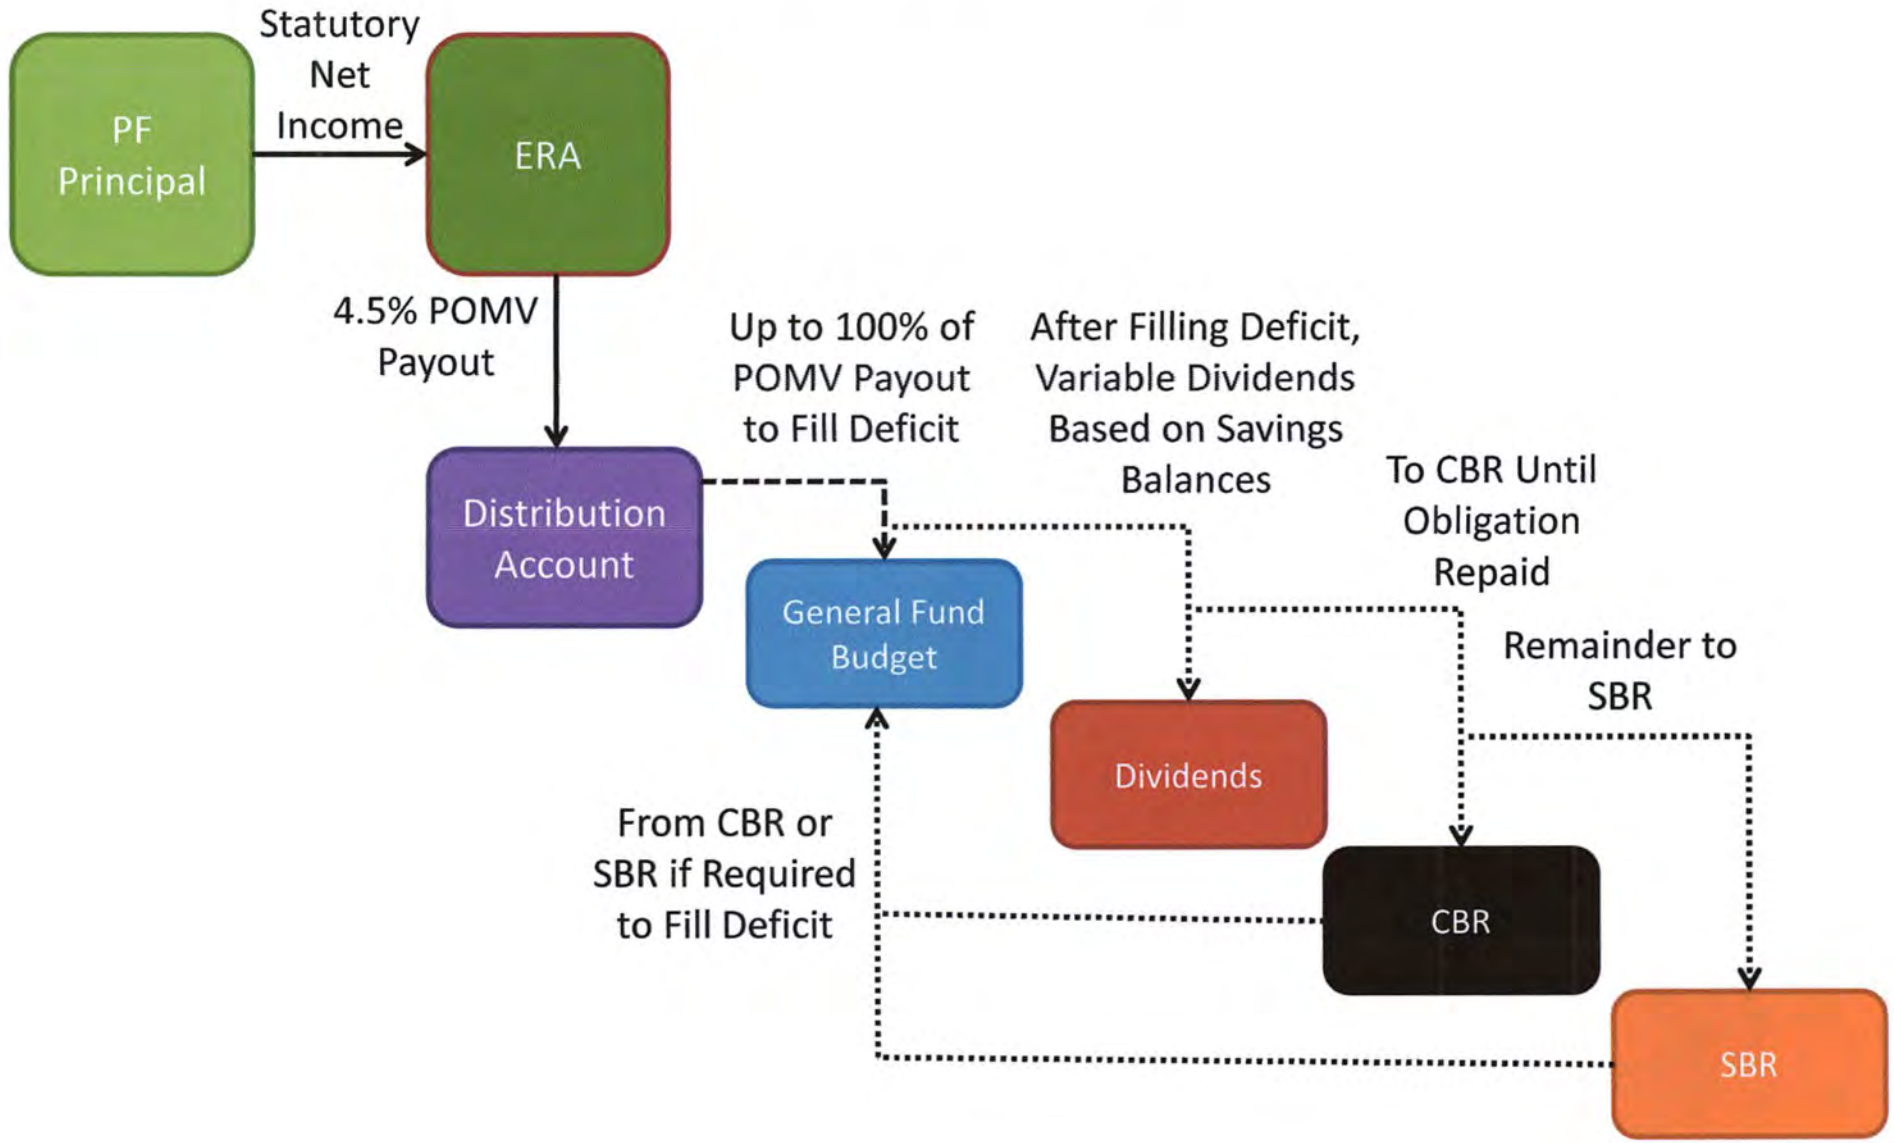 Statutory
Net
Income
PF
Principal
ERA
4.5% POMV
Payout
Up to 100% of
POMV Payout
to Fill Deficit
After Filling Deficit,
Variable Dividends
Based on Savings
Balances
To CBR Until
Obligation
Repaid
Distribution
Account
General Fund
Budget
Remainder to
SBR
Dividends
From CBR or
SBR if Required
to Fill Deficit
CBR
SBR